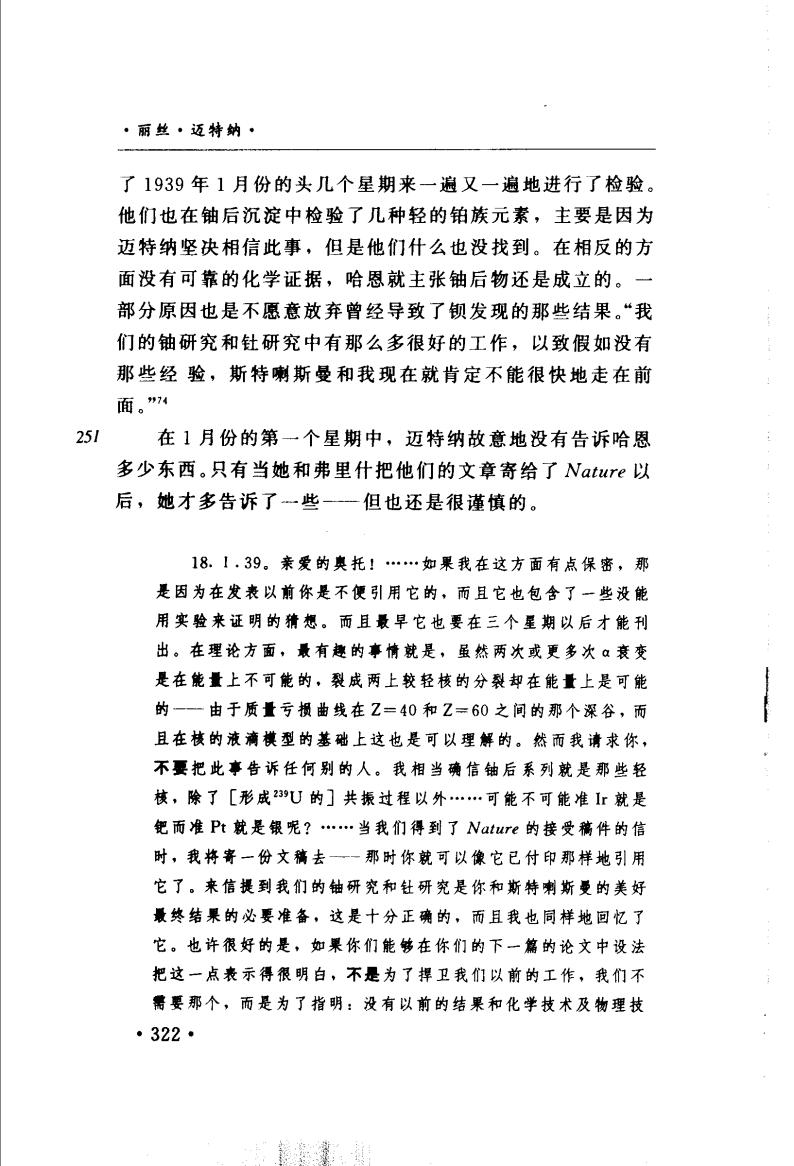 ·丽丝·迈特纳·
了 1939 年 1 月份的头几个星期来一遍又一遍地进行了检验。
他们也在铀后沉淀中检验了几种轻的铂族元素，主要是因为
迈特纳坚决相信此事，但是他们什么也没找到。在相反的方
面没有可靠的化学证据，哈恩就主张铀后物还是成立的。一
部分原因也是不愿意放弃曾经导致了钡发现的那些结果。“我
们的铀研究和钍研究中有那么多很好的工作，以致假如没有
那些经 验，斯特喇斯曼和我现在就肯定不能很快地走在前
面。”74
251
在 1 月份的第一个星期中，迈特纳故意地没有告诉哈恩
多少东西。只有当她和弗里什把他们的文章寄给了 Nature 以
后，她才多告诉了一些——但也还是很谨慎的。
18. 1.39。亲爱的奥托！……如果我在这方面有点保密，那
是因为在发表以前你是不便引用它的，而且它也包含了一些没能
用实验来证明的猜想。而且最早它也要在三个星期以后才能刊
出。在理论方面，最有趣的事情就是，虽然两次或更多次 α 衰变
是在能量上不可能的，裂成两上较轻核的分裂却在能量上是可能
的——由于质量亏损曲线在 Z=40 和 Z=60 之间的那个深谷，而
且在核的液滴模型的基础上这也是可以理解的。然而我请求你，
不要把此事告诉任何别的人。我相当确信铀后系列就是那些轻
核，除了［形成²³⁹U 的］共振过程以外……可能不可能准 Ir 就是
钯而准 Pt 就是银呢？……当我们得到了 Nature 的接受稿件的信
时，我将寄一份文稿去——那时你就可以像它已付印那样地引用
它了。来信提到我们的铀研究和钍研究是你和斯特喇斯曼的美好
最终结果的必要准备，这是十分正确的，而且我也同样地回忆了
它。也许很好的是，如果你们能够在你们的下一篇的论文中设法
把这一点表示得很明白，不是为了捍卫我们以前的工作，我们不
需要那个，而是为了指明：没有以前的结果和化学技术及物理技
·322·